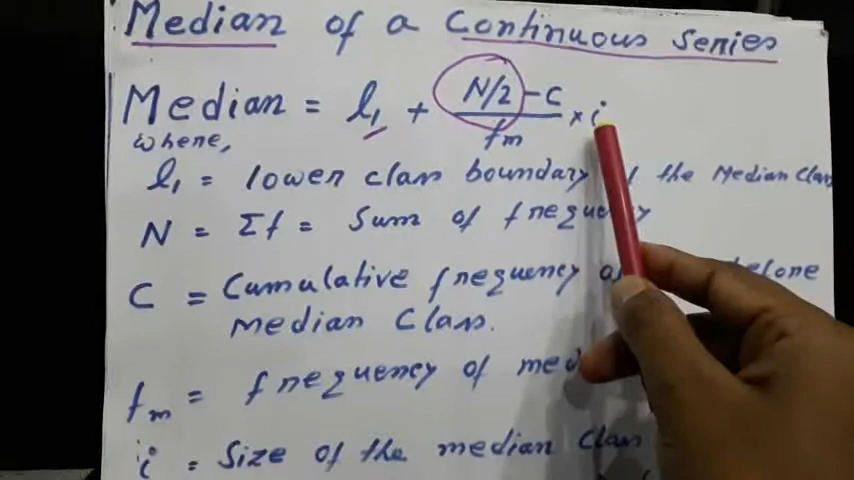 Median of a Continuous Series
Median = l₁ + (N/2 - C)/fm × i
where,
l₁ = lower class boundary the Median Class
N = Σf = Sum of frequency
C = Cumulative frequency before
median Class.
fm = frequency of
i = Size of the median Class